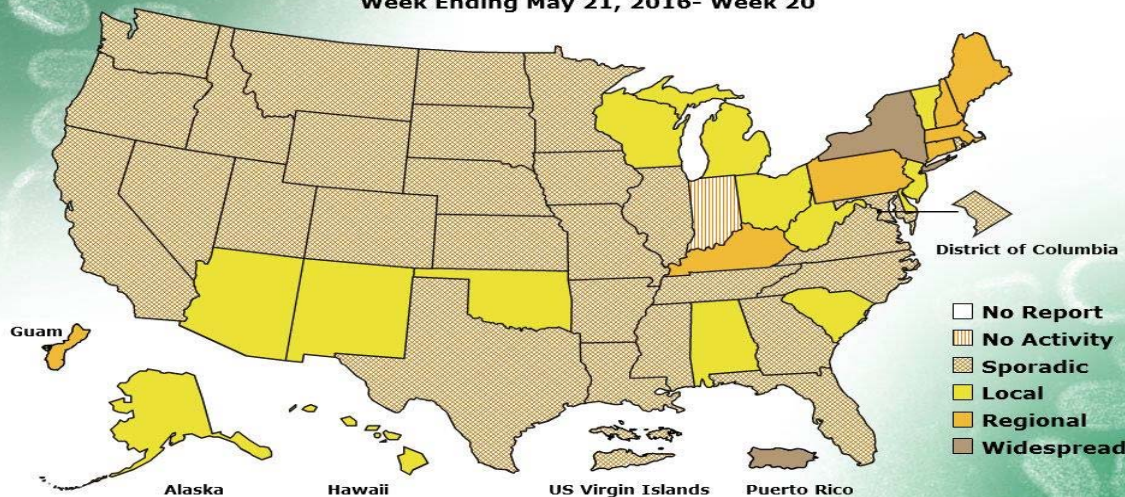 Week Ending May 21, 2016- Week 20
District of Columbia
No Report
Guam
No Activity
Sporadic
Local
Regional
Widespread
Alaska
Hawaii
US Virgin Islands
Puerto Rico